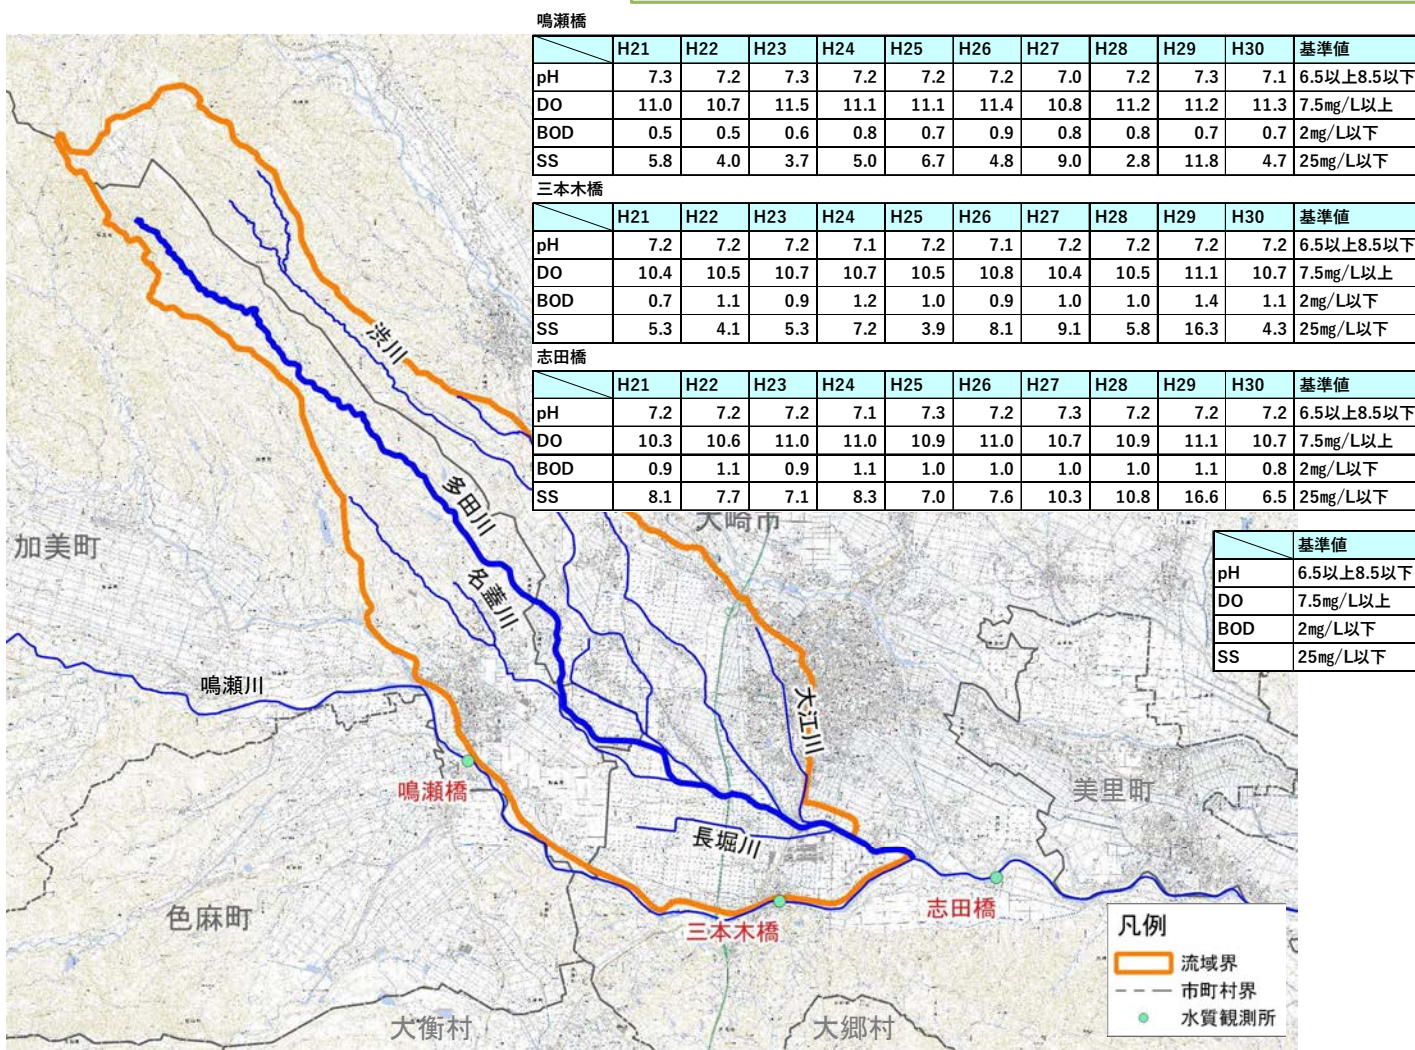 鳴瀬橋
H21 H22 H23 H24 H25 H26 H27 H28 H29 H30 基準値
pH 7.3 7.2 7.3 7.2 7.2 7.2 7.0 7.2 7.3 7.1 6.5以上8.5以下
DO 11.0 10.7 11.5 11.1 11.1 11.4 10.8 11.2 11.2 11.3 7.5㎎/L以上
BOD 0.5 0.5 0.6 0.8 0.7 0.9 0.8 0.8 0.7 0.7 2㎎/L以下
SS 5.8 4.0 3.7 5.0 6.7 4.8 9.0 2.8 11.8 4.7 25㎎/L以下
三本木橋
H21 H22 H23 H24 H25 H26 H27 H28 H29 H30 基準値
pH 7.2 7.2 7.2 7.1 7.2 7.1 7.2 7.2 7.2 7.2 6.5以上8.5以下
DO 10.4 10.5 10.7 10.7 10.5 10.8 10.4 10.5 11.1 10.7 7.5㎎/L以上
BOD 0.7 1.1 0.9 1.2 1.0 0.9 1.0 1.0 1.4 1.1 2㎎/L以下
SS 5.3 4.1 5.3 7.2 3.9 8.1 9.1 5.8 16.3 4.3 25㎎/L以下
志田橋
H21 H22 H23 H24 H25 H26 H27 H28 H29 H30 基準値
pH 7.2 7.2 7.2 7.1 7.3 7.2 7.3 7.2 7.2 7.2 6.5以上8.5以下
DO 10.3 10.6 11.0 11.0 10.9 11.0 10.7 10.9 11.1 10.7 7.5㎎/L以上
BOD 0.9 1.1 0.9 1.1 1.0 1.0 1.0 1.0 1.1 0.8 2㎎/L以下
SS 8.1 7.7 7.1 8.3 7.0 7.6 10.3 10.8 16.6 6.5 25㎎/L以下
基準値
pH 6.5以上8.5以下
DO 7.5㎎/L以上
BOD 2㎎/L以下
SS 25㎎/L以下
渋川
多田川
大崎市
加美町
名蓋川
鳴瀬川
大江川
鳴瀬橋
美里町
長堀川
色麻町
三本木橋
志田橋
大衡村
大郷村
凡例
流域界
市町村界
水質観測所